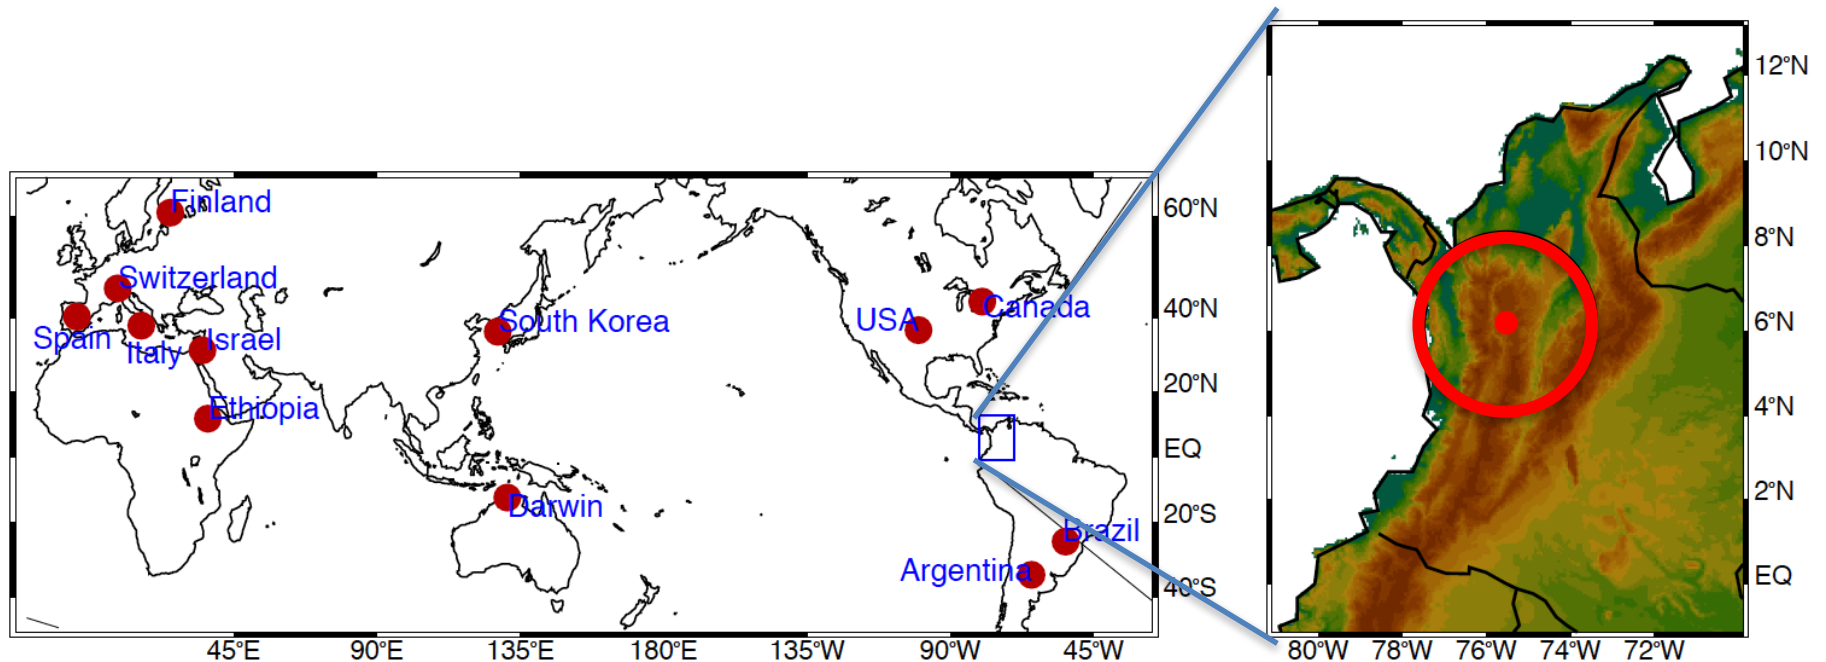 Finland
Switzerland
Spain
Italy
Israel
Ethiopia
South Korea
Darwin
USA
Canada
Brazil
Argentina
60°N
40°N
20°N
EQ
20°S
40°S
45°E
90°E
135°E
180°E
135°W
90°W
45°W
12°N
10°N
8°N
6°N
4°N
2°N
EQ
80°W
78°W
76°W
74°W
72°W